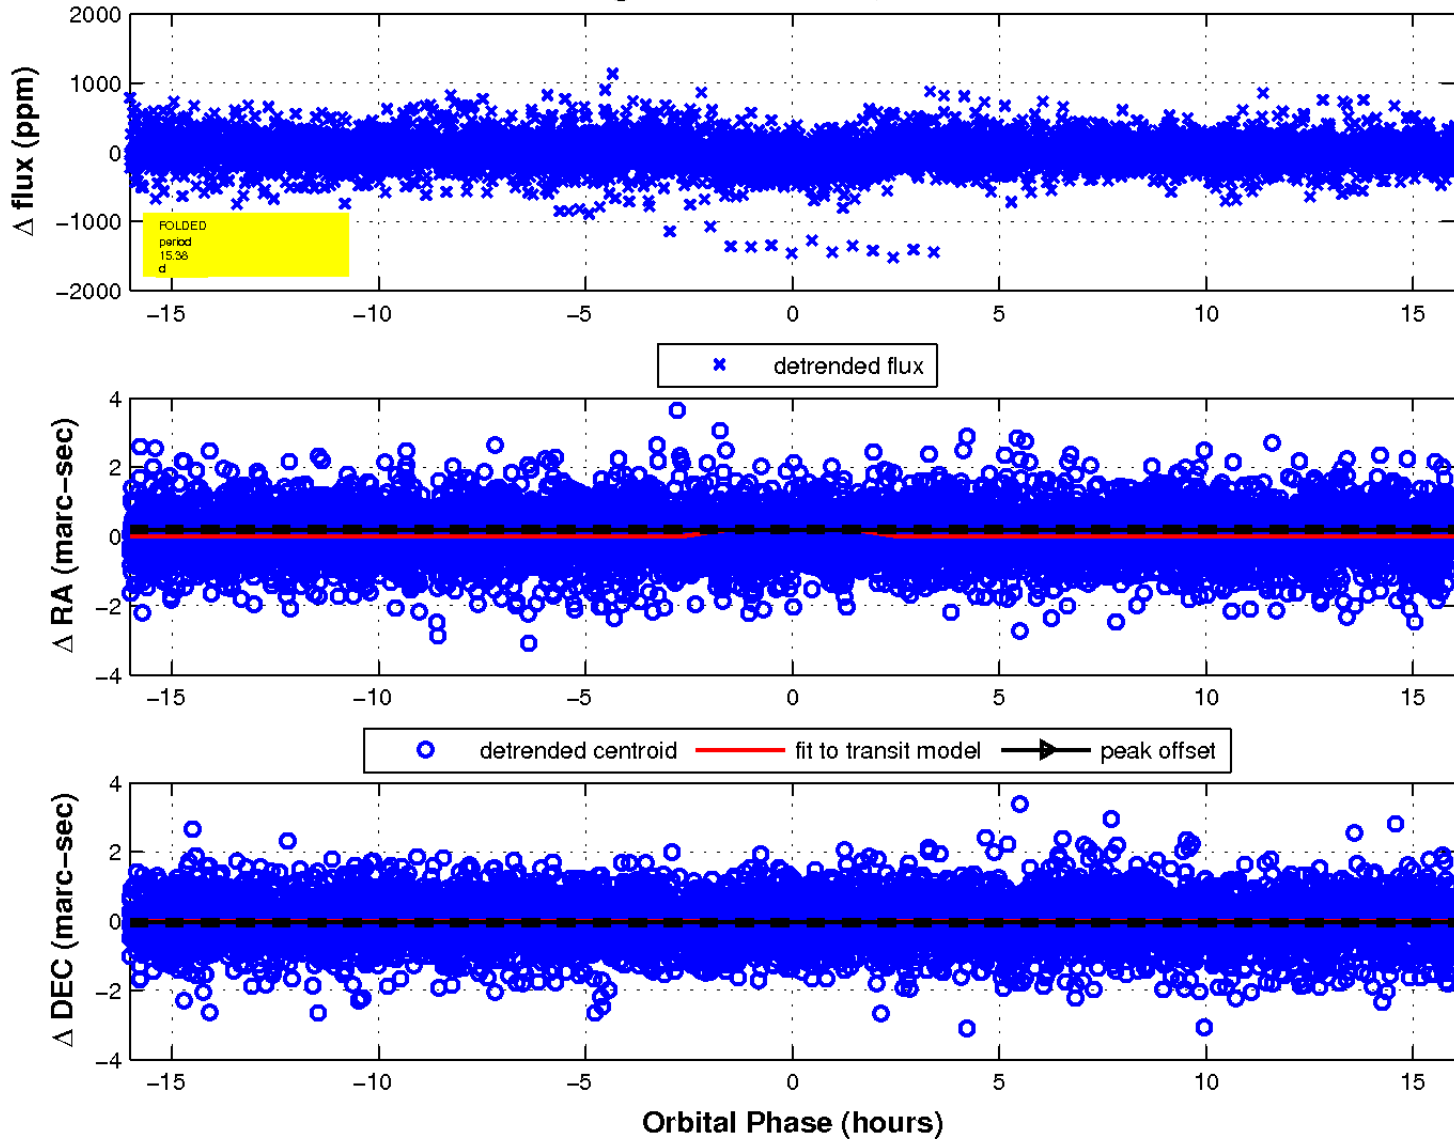 2000
1000
0
−1000
−2000
Δ flux (ppm)
FOLDED
period
15.36
d
−15 −10 −5 0 5 10 15
detrended flux
4
2
0
−2
−4
Δ RA (marc−sec)
−15 −10 −5 0 5 10 15
detrended centroid fit to transit model peak offset
4
2
0
−2
−4
Δ DEC (marc−sec)
−15 −10 −5 0 5 10 15
Orbital Phase (hours)